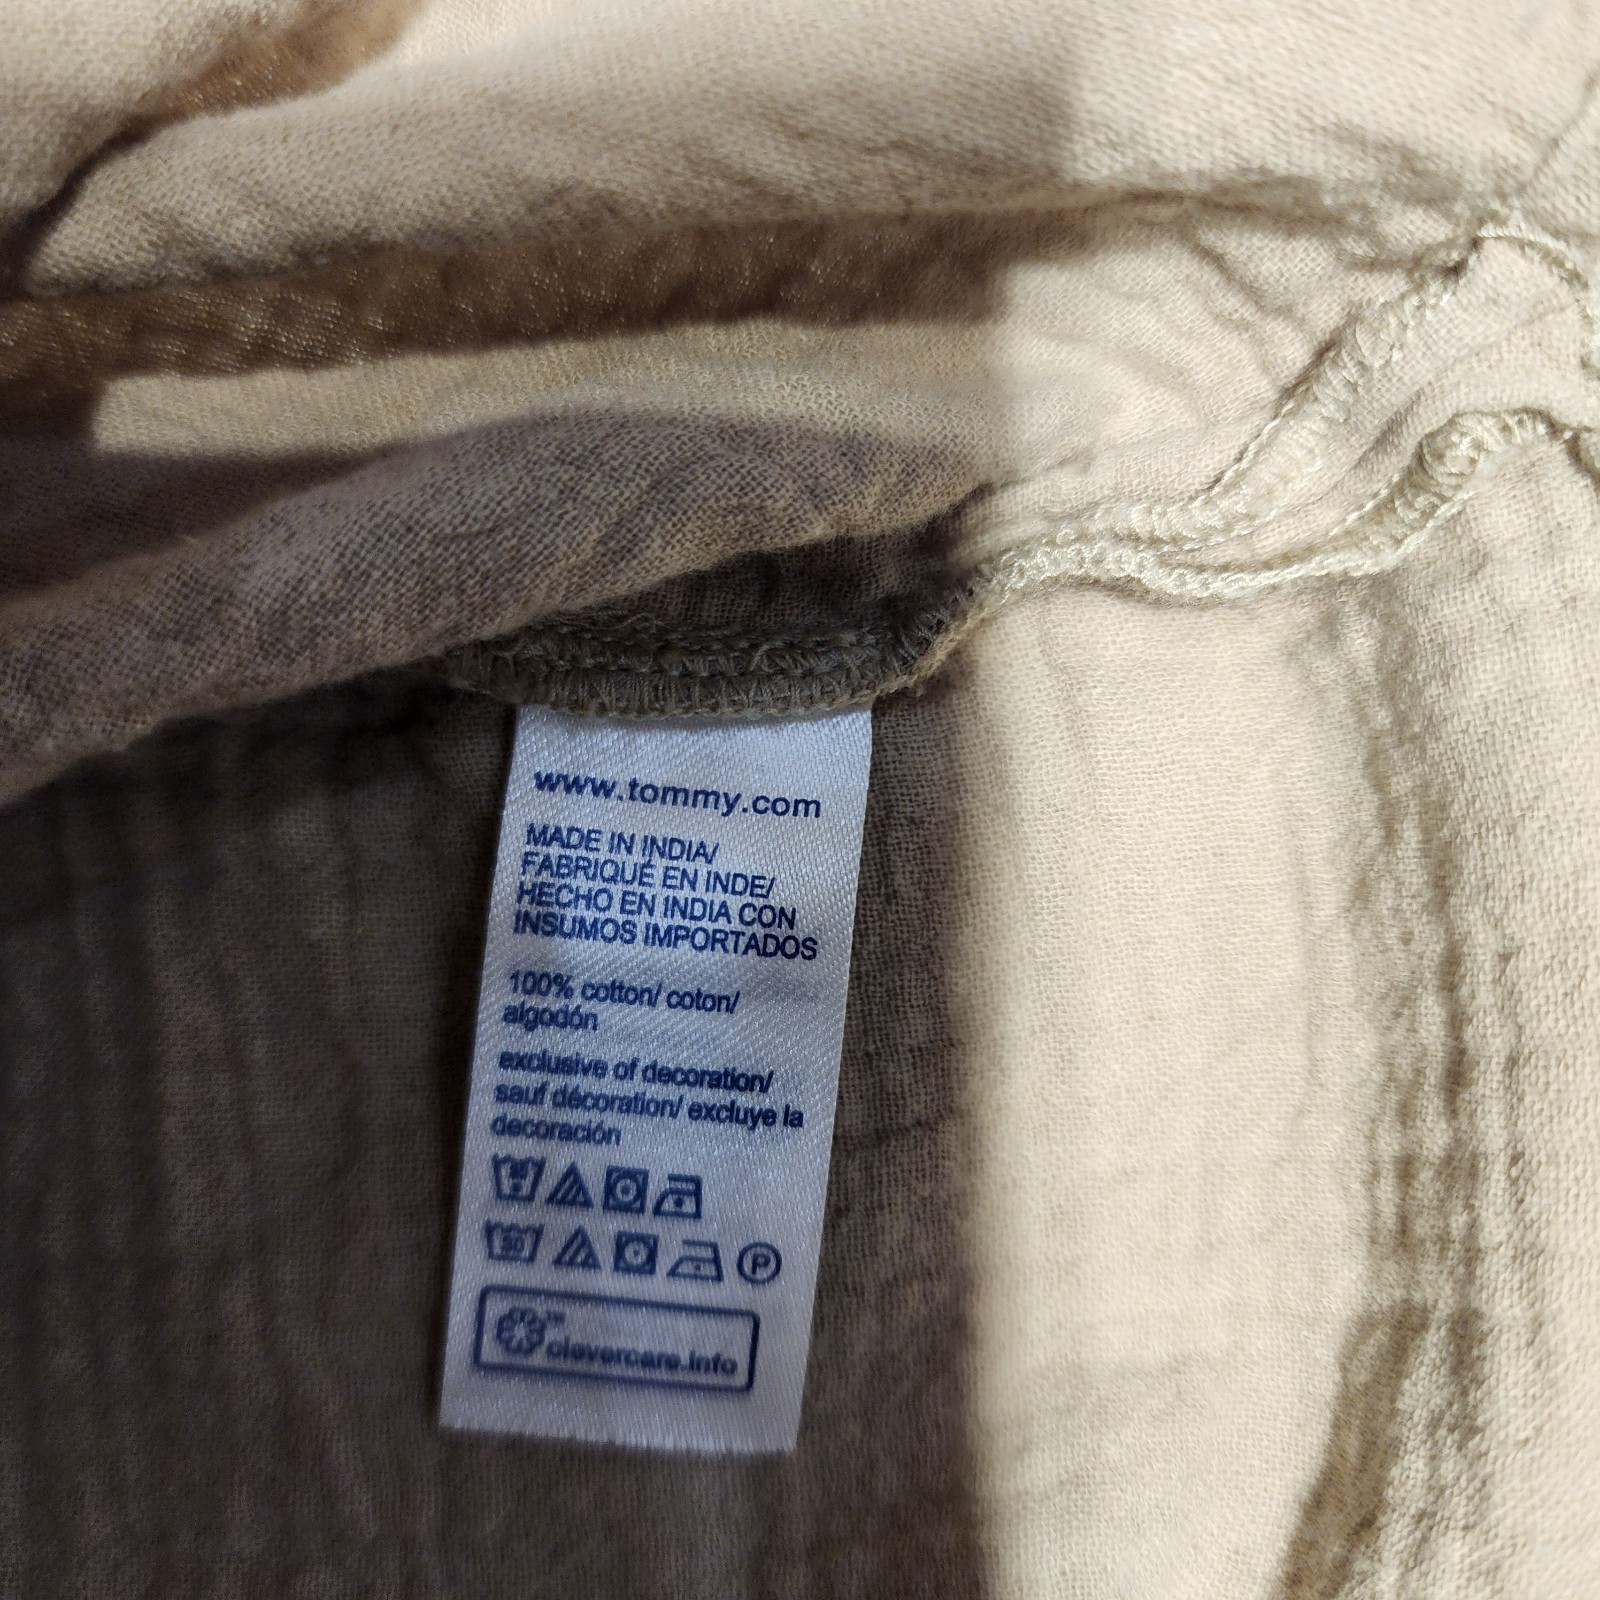 www.tommy.com
MADE IN INDIA/
FABRIQUÉ EN INDE/
HECHO EN INDIA CON
INSUMOS IMPORTADOS
100% cotton/ coton/
algodón
exclusive of decoration/
sauf décoration/ excluye la
decoración
P
clevercare.info